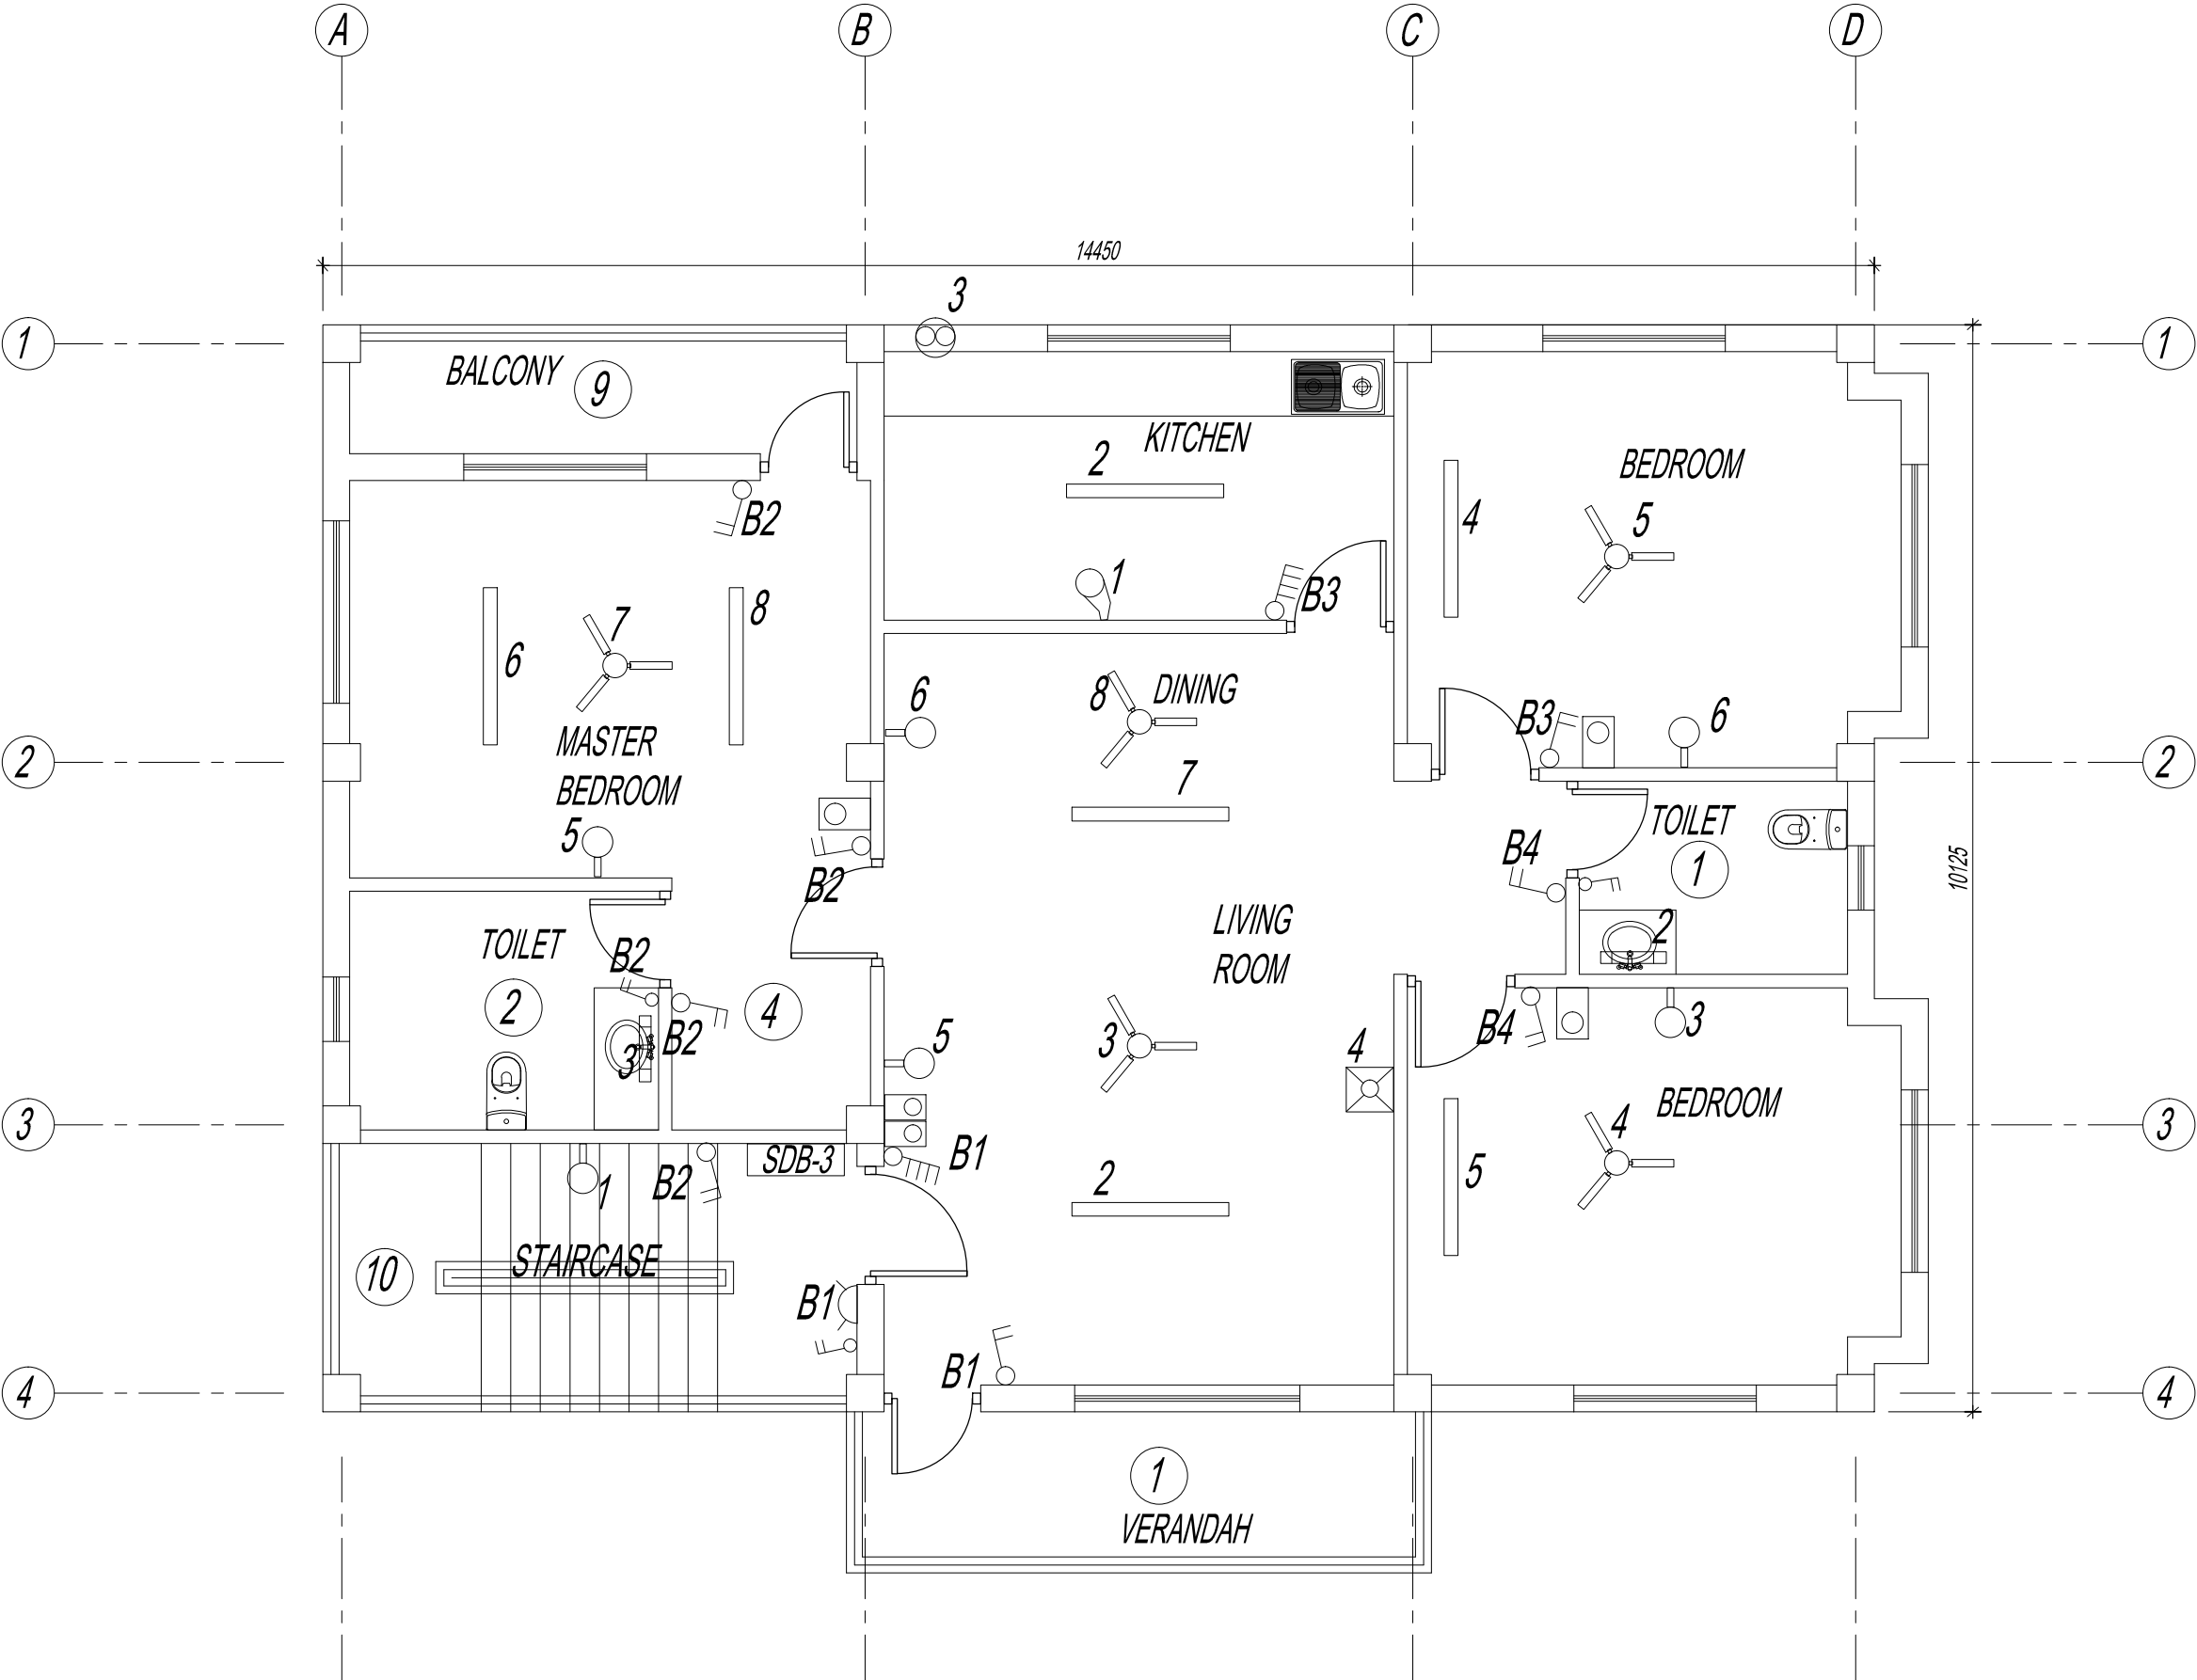 A
B
C
D
14450
3
1
1
BALCONY
9
KITCHEN
2
BEDROOM
4
5
B2
1
B3
6
7
8
6
8
DINING
B3
6
MASTER
BEDROOM
2
2
7
5
B2
B4
TOILET
1
10125
TOILET
B2
2
4
LIVING
ROOM
2
3
B2
5
3
4
B4
3
BEDROOM
3
3
SDB-3
B1
4
5
1
B2
2
STAIRCASE
10
B1
B1
4
4
1
VERANDAH